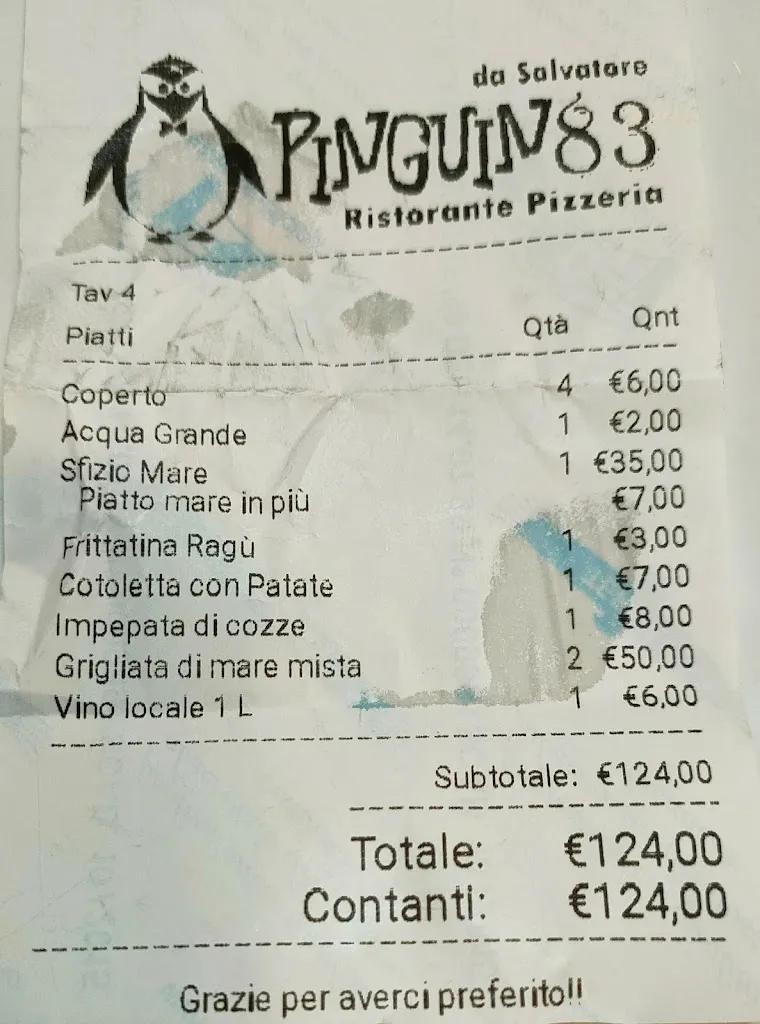 da Salvatore
PINGUIN83
Ristorante Pizzeria
Tav 4
Piatti Qtà Qnt
Coperto 4 €6,00
Acqua Grande 1 €2,00
Sfizio Mare 1 €35,00
Piatto mare in più €7,00
Frittatina Ragù 1 €3,00
Cotoletta con Patate 1 €7,00
Impepata di cozze 1 €8,00
Grigliata di mare mista 2 €50,00
Vino locale 1 L 1 €6,00
Subtotale: €124,00
Totale: €124,00
Contanti: €124,00
Grazie per averci preferito!!